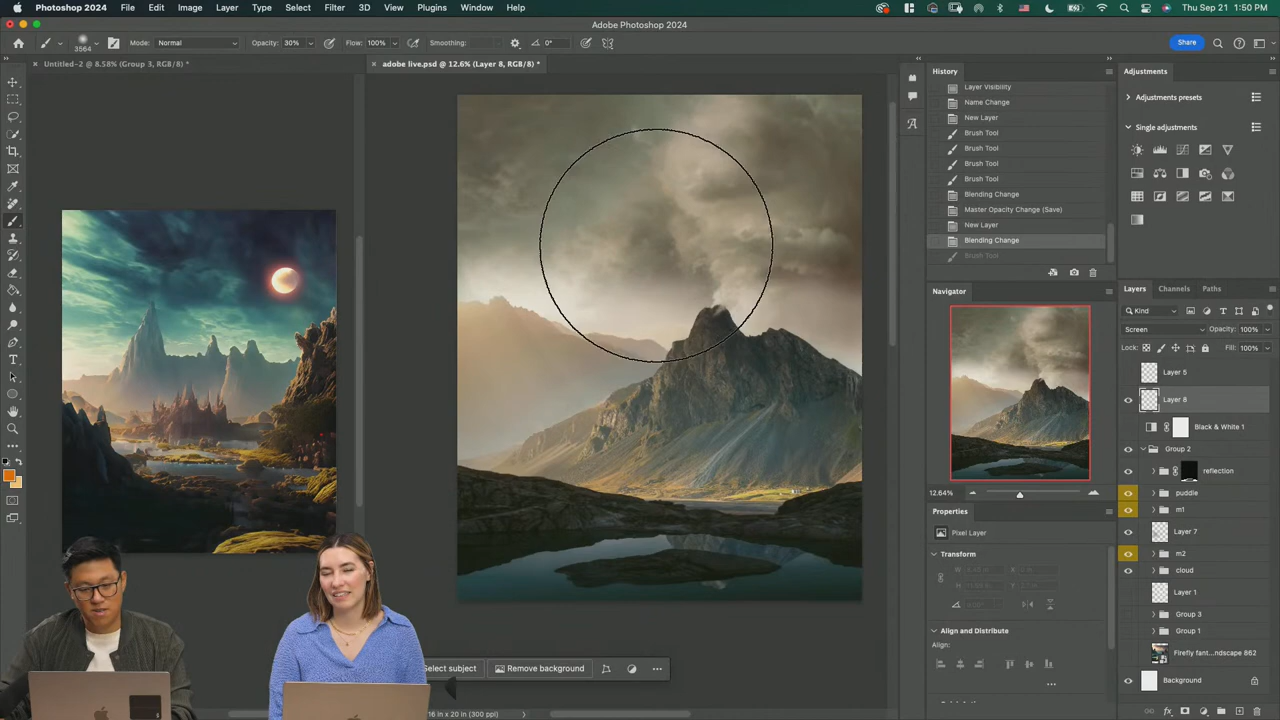 Photoshop 2024 File Edit Image Layer Type Select Filter 3D View Plugins Window Help Thu Sep 21 1:50 PM
Adobe Photoshop 2024
3564 Mode: Normal Opacity: 30% Flow: 100% Smoothing: 0° Share
Untitled-2 @ 8.58% (Group 3, RGB/8) *
adobe live.psd @ 12.6% (Layer 8, RGB/8) *
History
Layer Visibility
Name Change
New Layer
Brush Tool
Brush Tool
Brush Tool
Brush Tool
Blending Change
Master Opacity Change (Save)
New Layer
Blending Change
Brush Tool
Navigator
12.64%
Properties
Pixel Layer
Transform
Align and Distribute
Align:
Adjustments
Adjustments presets
Single adjustments
Layers Channels Paths
Kind
Screen Opacity: 100%
Lock: Fill: 100%
Layer 5
Layer 8
Black & White 1
Group 2
reflection
puddle
m1
Layer 7
m2
cloud
Layer 1
Group 3
Group 1
Firefly fant...ndscape 662
Background
Select subject Remove background
16 in x 20 in (300 ppi)